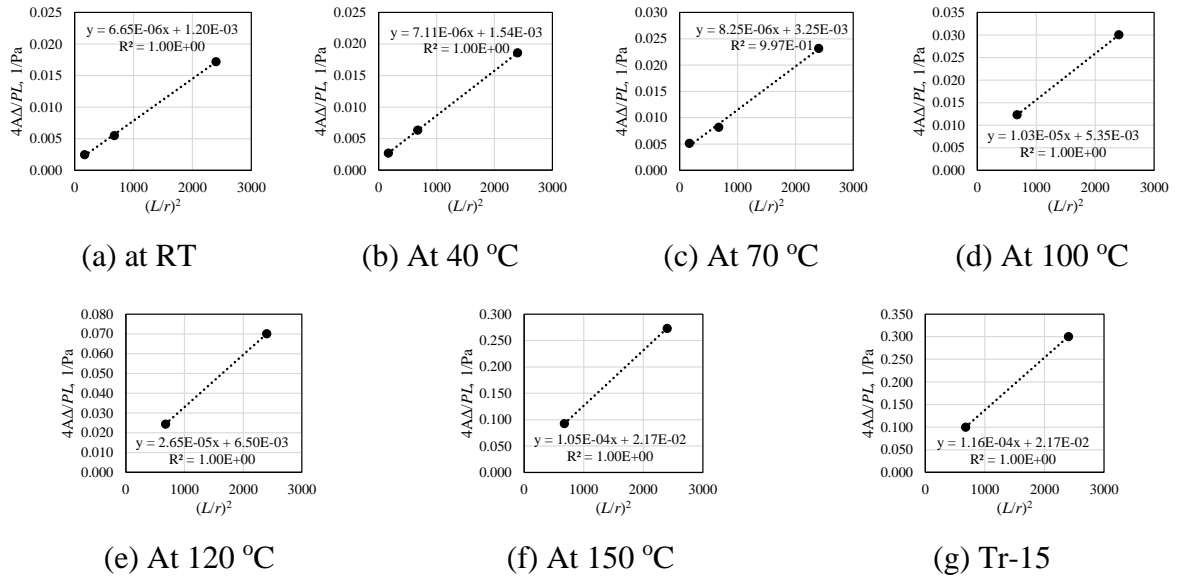 y = 6.65E-06x + 1.20E-03
R² = 1.00E+00
0.025
0.020
0.015
0.010
0.005
0.000
0 1000 2000 3000
4AΔ/PL, 1/Pa
(L/r)²
(a) at RT
y = 7.11E-06x + 1.54E-03
R² = 1.00E+00
0.025
0.020
0.015
0.010
0.005
0.000
0 1000 2000 3000
4AΔ/PL, 1/Pa
(L/r)²
(b) At 40 °C
y = 8.25E-06x + 3.25E-03
R² = 9.97E-01
0.030
0.025
0.020
0.015
0.010
0.005
0.000
0 1000 2000 3000
4AΔ/PL, 1/Pa
(L/r)²
(c) At 70 °C
y = 1.03E-05x + 5.35E-03
R² = 1.00E+00
0.035
0.030
0.025
0.020
0.015
0.010
0.005
0.000
0 1000 2000 3000
4AΔ/PL, 1/Pa
(L/r)²
(d) At 100 °C
y = 2.65E-05x + 6.50E-03
R² = 1.00E+00
0.080
0.070
0.060
0.050
0.040
0.030
0.020
0.010
0.000
0 1000 2000 3000
4AΔ/PL, 1/Pa
(L/r)²
(e) At 120 °C
y = 1.05E-04x + 2.17E-02
R² = 1.00E+00
0.300
0.250
0.200
0.150
0.100
0.050
0.000
0 1000 2000 3000
4AΔ/PL, 1/Pa
(L/r)²
(f) At 150 °C
y = 1.16E-04x + 2.17E-02
R² = 1.00E+00
0.350
0.300
0.250
0.200
0.150
0.100
0.050
0.000
0 1000 2000 3000
4AΔ/PL, 1/Pa
(L/r)²
(g) Tr-15